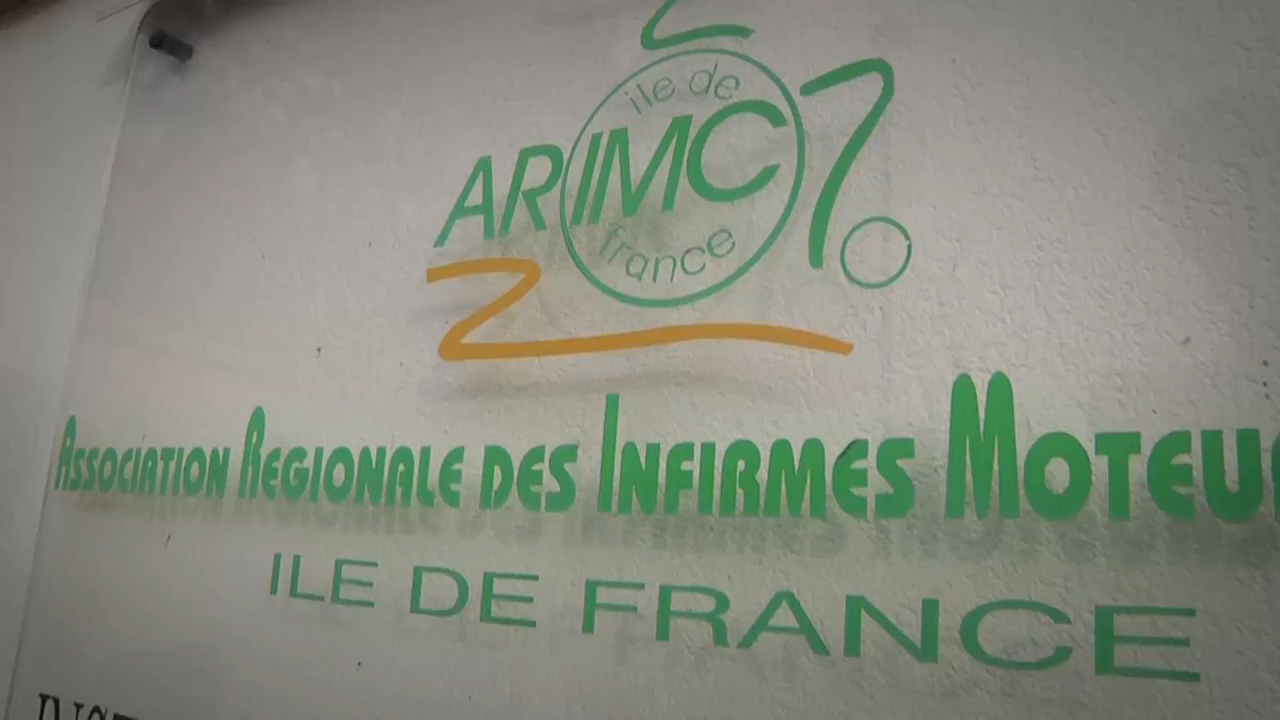 ile de
ARIMC
france
ASSOCIATION REGIONALE DES INFIRMES
ILE DE FRANCE